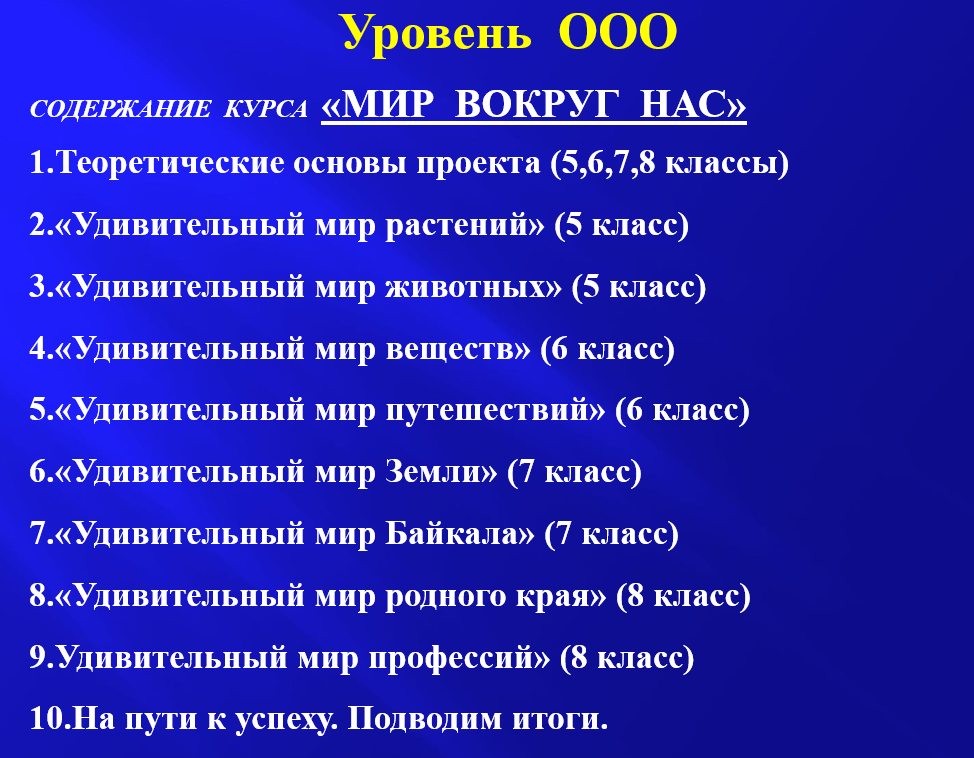 Уровень ООО
СОДЕРЖАНИЕ КУРСА «МИР ВОКРУГ НАС»
1.Теоретические основы проекта (5,6,7,8 классы)
2.«Удивительный мир растений» (5 класс)
3.«Удивительный мир животных» (5 класс)
4.«Удивительный мир веществ» (6 класс)
5.«Удивительный мир путешествий» (6 класс)
6.«Удивительный мир Земли» (7 класс)
7.«Удивительный мир Байкала» (7 класс)
8.«Удивительный мир родного края» (8 класс)
9.Удивительный мир профессий» (8 класс)
10.На пути к успеху. Подводим итоги.